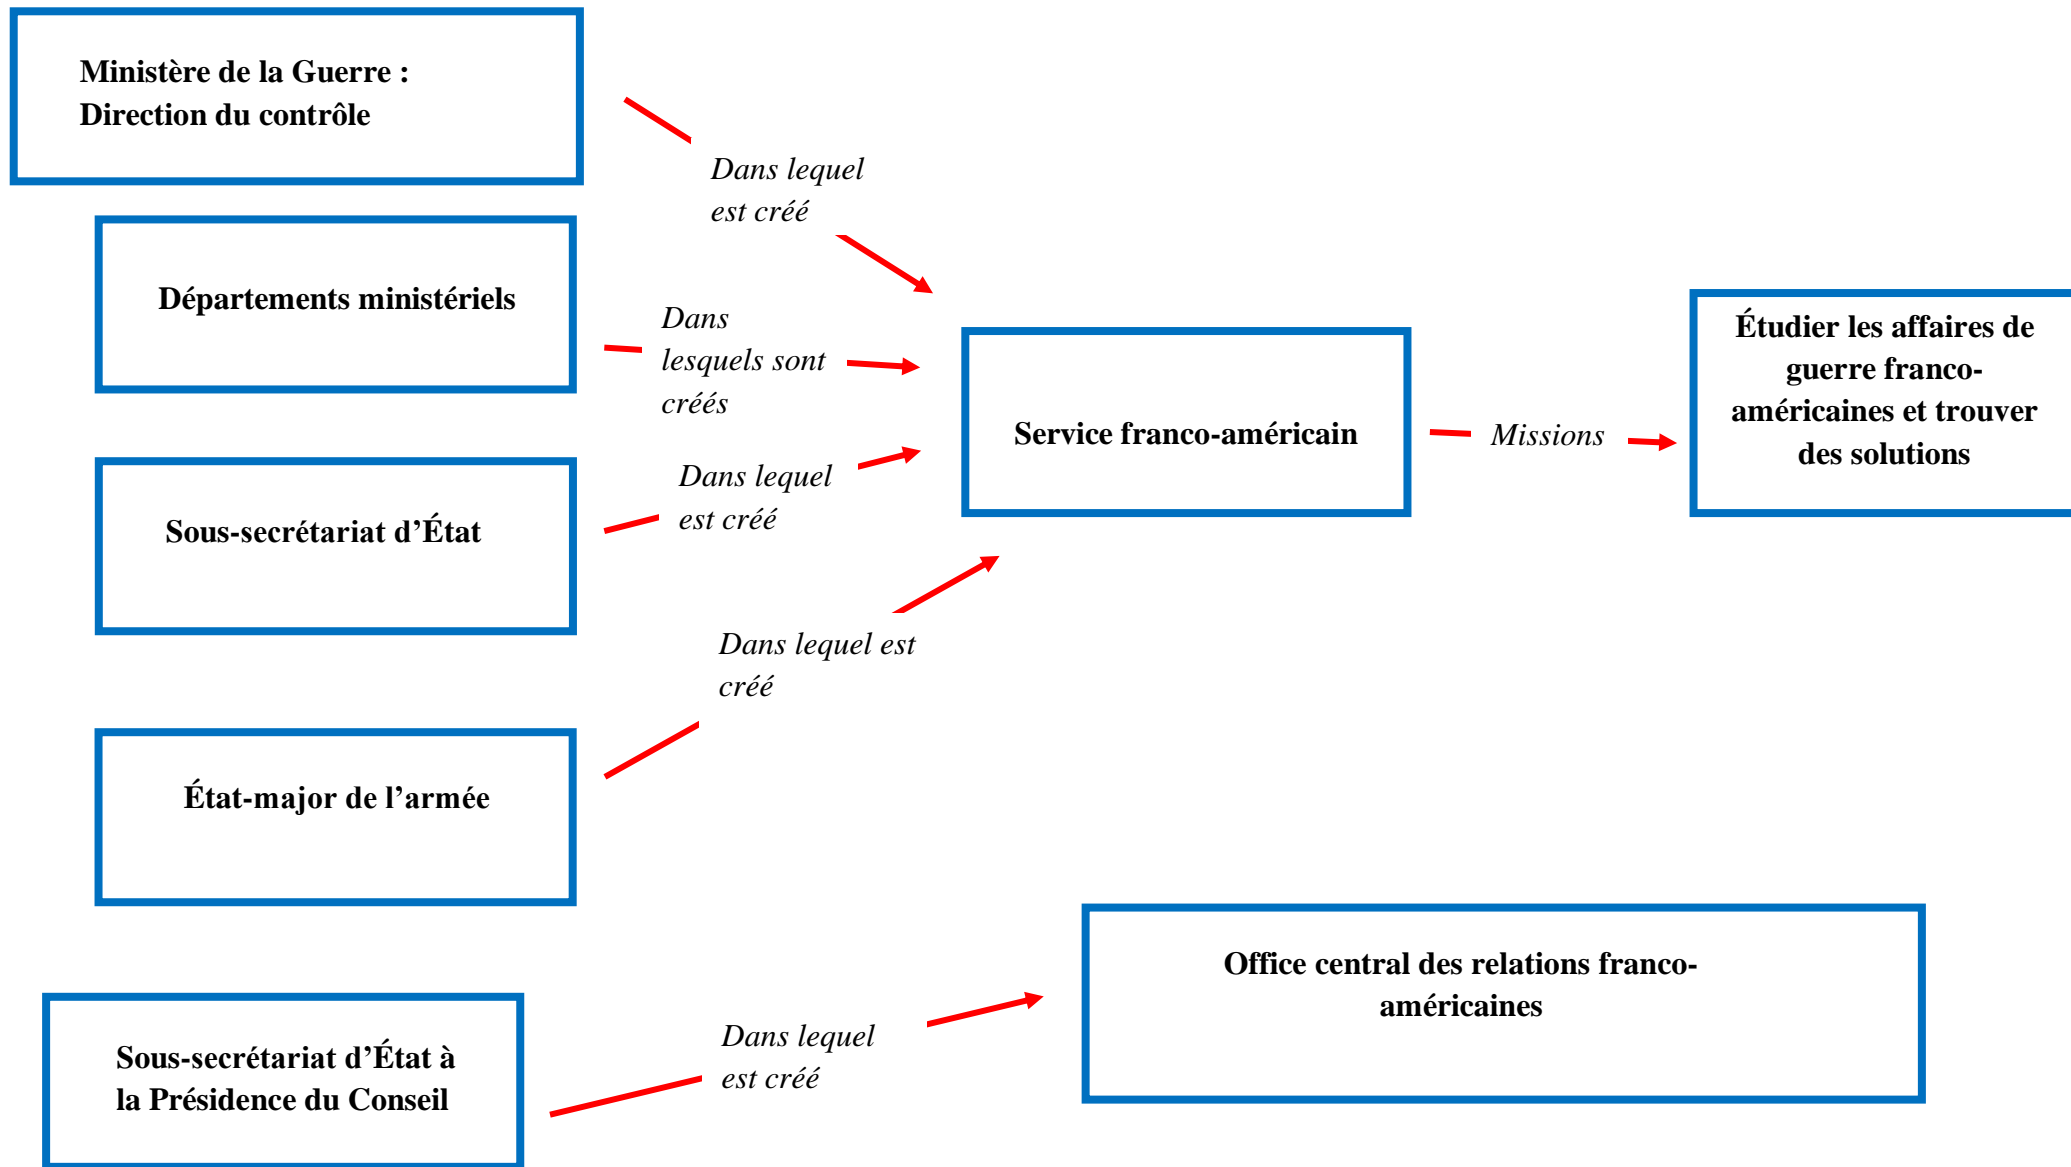 Ministère de la Guerre :
Direction du contrôle
Dans lequel
est créé
Départements ministériels
Dans
lesquels sont
créés
Sous-secrétariat d’État
Dans lequel
est créé
Service franco-américain
Missions
Étudier les affaires de
guerre franco-
américaines et trouver
des solutions
Dans lequel est
créé
État-major de l’armée
Office central des relations franco-
américaines
Dans lequel
est créé
Sous-secrétariat d’État à
la Présidence du Conseil